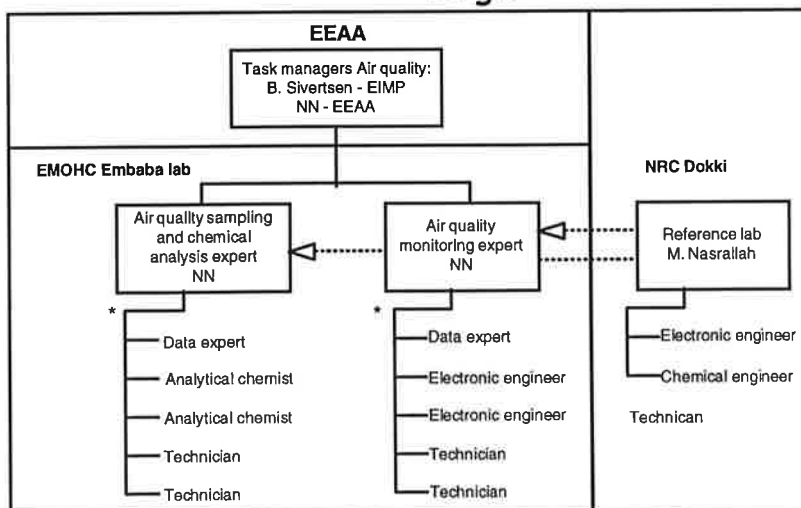 EEAA
Task managers Air quality:
B. Sivertsen - EIMP
NN - EEAA
EMOHC Embaba lab
NRC Dokki
Air quality sampling
and chemical
analysis expert
NN
Air quality
monitoring expert
NN
Reference lab
M. Nasrallah
*
Data expert
Analytical chemist
Analytical chemist
Technician
Technician
*
Data expert
Electronic engineer
Electronic engineer
Technician
Technician
Electronic engineer
Chemical engineer
Technican